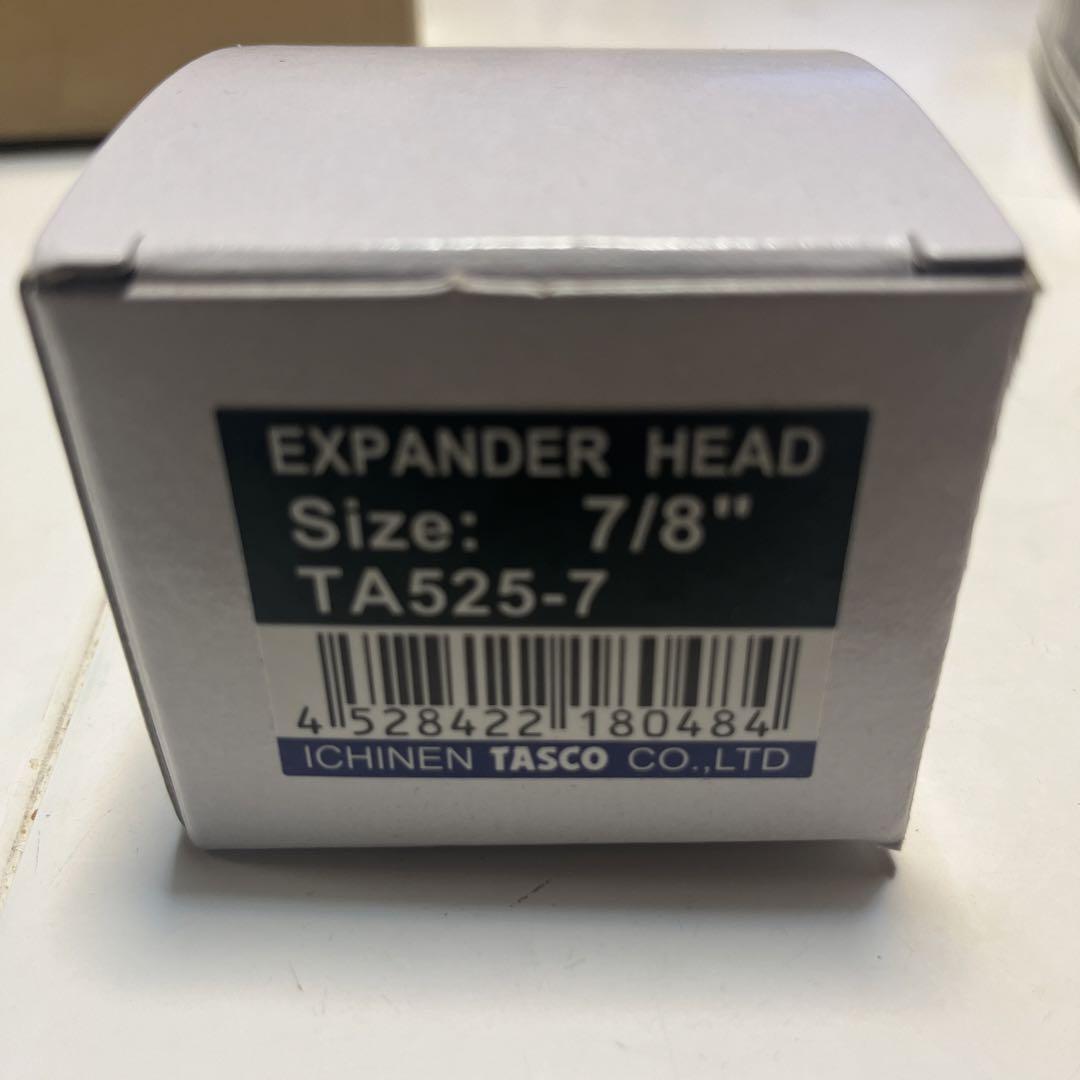 EXPANDER HEAD
Size: 7/8"
TA525-7
4 528422 180484
ICHINEN TASCO CO.,LTD